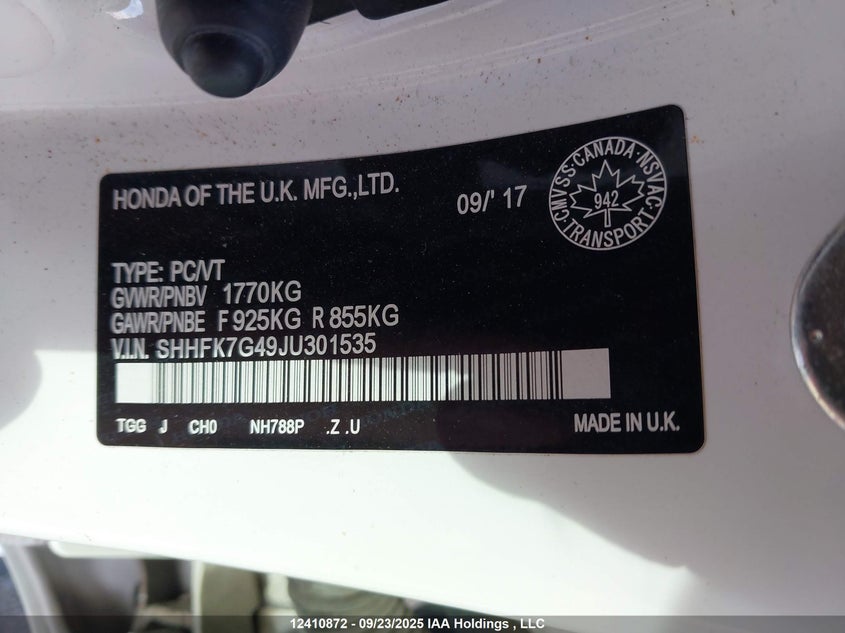 HONDA OF THE U.K. MFG.,LTD.
09/' 17
CMVSS·CANADA·NSVAC·TRANSPORT·
942
TYPE: PC/VT
GVWR/PNBV 1770KG
GAWR/PNBE F 925KG R 855KG
V.I.N. SHHFK7G49JU301535
TGG J CH0 NH788P .Z .U
MADE IN U.K.
12410872 - 09/23/2025 IAA Holdings , LLC